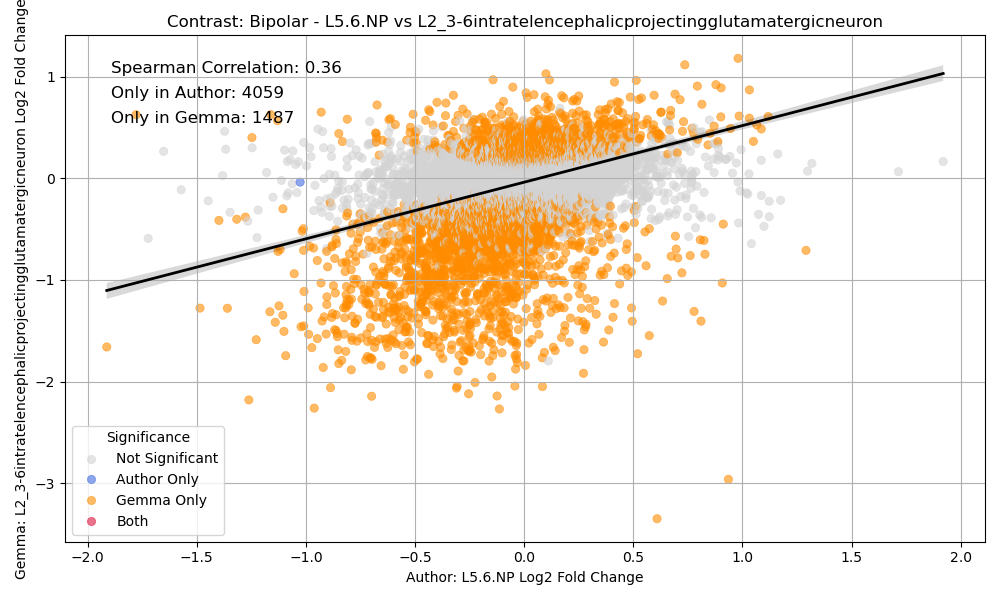 Contrast: Bipolar - L5.6.NP vs L2_3-6intratelencephalicprojectingglutamatergicneuron
Spearman Correlation: 0.36
Only in Author: 4059
Only in Gemma: 1487
Gemma: L2_3-6intratelencephalicprojectingglutamatergicneuron Log2 Fold Change
1
0
−1
−2
−3
Significance
Not Significant
Author Only
Gemma Only
Both
−2.0 −1.5 −1.0 −0.5 0.0 0.5 1.0 1.5 2.0
Author: L5.6.NP Log2 Fold Change